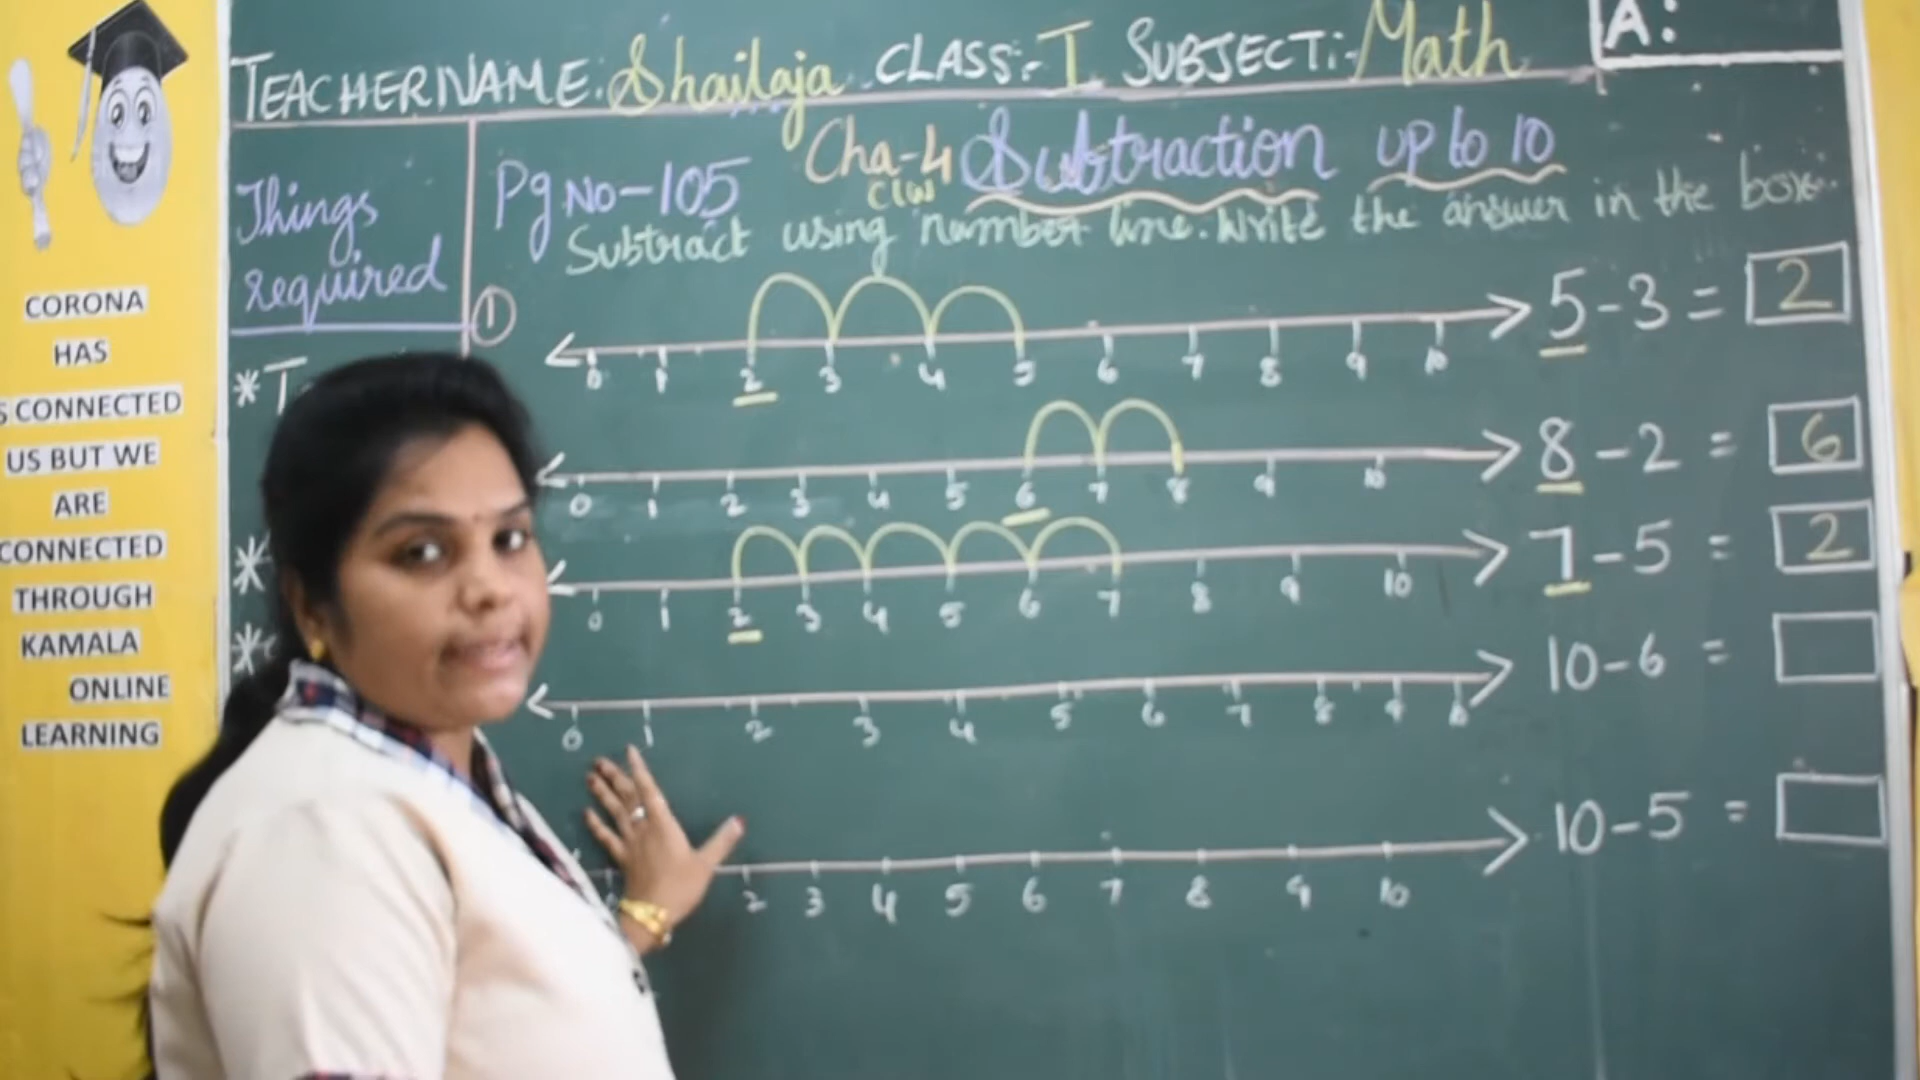 TEACHER NAME: Shailaja CLASS:- I SUBJECT:- Math
A:
Things
required
Pg No-105 Cha-4 Subtraction up to 10
C/W
Subtract using number line. Write the answer in the box.
1
0 1 2 3 4 5 6 7 8 9 10
5-3 = 2
0 1 2 3 4 5 6 7 8 9 10
8-2 = 6
0 1 2 3 4 5 6 7 8 9 10
7-5 = 2
0 1 2 3 4 5 6 7 8 9 10
10-6 =
2 3 4 5 6 7 8 9 10
10-5 =
CORONA
HAS
S CONNECTED
US BUT WE
ARE
CONNECTED
THROUGH
KAMALA
ONLINE
LEARNING